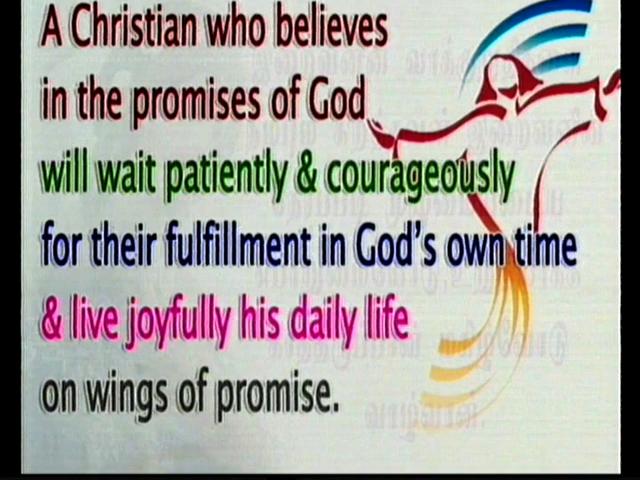 A Christian who believes
in the promises of God
will wait patiently & courageously
for their fulfillment in God's own time
& live joyfully his daily life
on wings of promise.